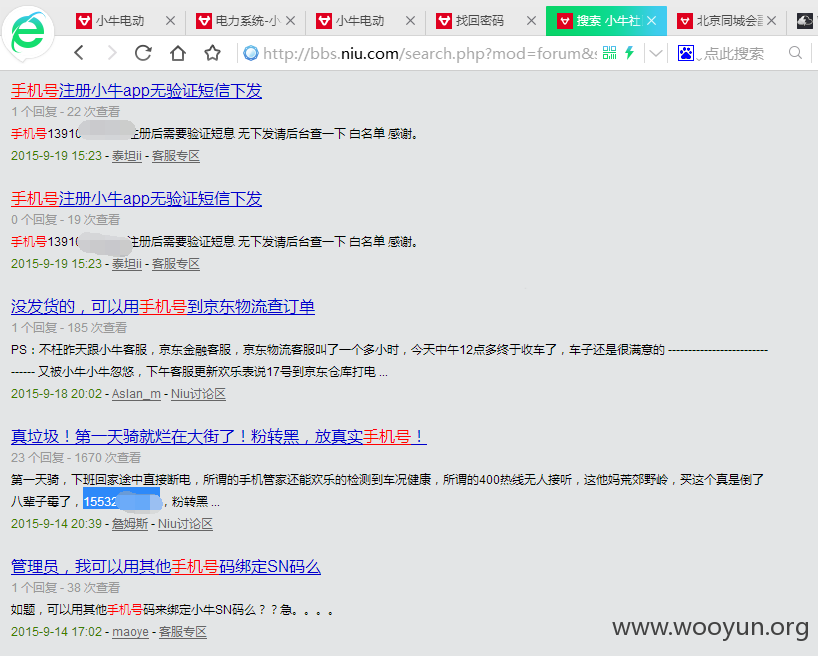 小牛电动
电力系统-小
小牛电动
找回密码
搜索 小牛社
北京同城会
http://bbs.niu.com/search.php?mod=forum&s
点此搜索
手机号注册小牛app无验证短信下发
1 个回复 - 22 次查看
手机号13910 注册后需要验证短息 无下发请后台查一下 白名单 感谢。
2015-9-19 15:23 - 泰坦ii - 客服专区
手机号注册小牛app无验证短信下发
0 个回复 - 19 次查看
手机号1391 注册后需要验证短息 无下发请后台查一下 白名单 感谢。
2015-9-19 15:23 - 泰坦ii - 客服专区
没发货的，可以用手机号到京东物流查订单
1 个回复 - 185 次查看
PS：不枉昨天跟小牛客服，京东金融客服，京东物流客服叫了一个多小时，今天中午12点多终于收车了，车子还是很满意的 --------------------------
------ 又被小牛小牛忽悠，下午客服更新欢乐表说17号到京东仓库打电 ...
2015-9-18 20:02 - Aslan_m - Niu讨论区
真垃圾！第一天骑就烂在大街了！粉转黑，放真实手机号！
23 个回复 - 1670 次查看
第一天骑，下班回家途中直接断电，所谓的手机管家还能欢乐的检测到车况健康，所谓的400热线无人接听，这他妈荒郊野岭，买这个真是倒了
八辈子霉了，15532 ，粉转黑 ...
2015-9-14 20:39 - 詹姆斯 - Niu讨论区
管理员，我可以用其他手机号码绑定SN码么
1 个回复 - 38 次查看
如题，可以用其他手机号码来绑定小牛SN码么？？急。。。。
2015-9-14 17:02 - maoye - 客服专区
www.wooyun.org